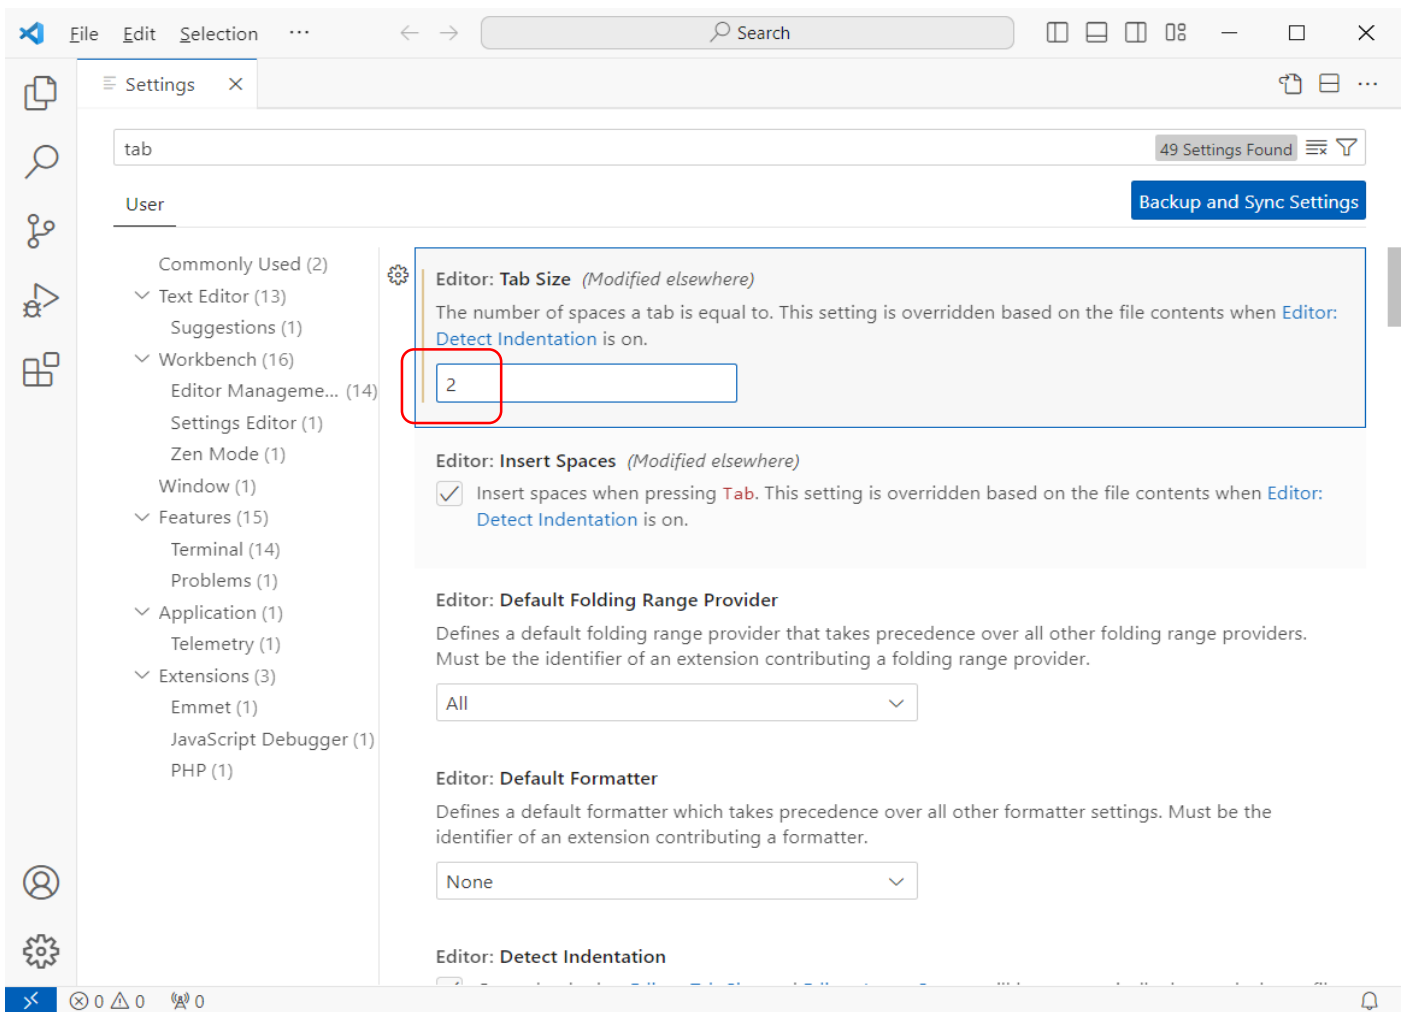 File Edit Selection ··· Search
Settings
tab
49 Settings Found
User
Backup and Sync Settings
Commonly Used (2)
Text Editor (13)
Suggestions (1)
Workbench (16)
Editor Manageme... (14)
Settings Editor (1)
Zen Mode (1)
Window (1)
Features (15)
Terminal (14)
Problems (1)
Application (1)
Telemetry (1)
Extensions (3)
Emmet (1)
JavaScript Debugger (1)
PHP (1)
Editor: Tab Size (Modified elsewhere)
The number of spaces a tab is equal to. This setting is overridden based on the file contents when Editor:
Detect Indentation is on.
2
Editor: Insert Spaces (Modified elsewhere)
Insert spaces when pressing Tab. This setting is overridden based on the file contents when Editor:
Detect Indentation is on.
Editor: Default Folding Range Provider
Defines a default folding range provider that takes precedence over all other folding range providers.
Must be the identifier of an extension contributing a folding range provider.
All
Editor: Default Formatter
Defines a default formatter which takes precedence over all other formatter settings. Must be the
identifier of an extension contributing a formatter.
None
Editor: Detect Indentation
0 0 0